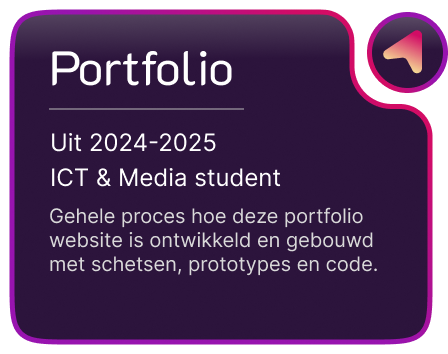 Portfolio
Uit 2024-2025
ICT & Media student
Gehele proces hoe deze portfolio
website is ontwikkeld en gebouwd
met schetsen, prototypes en code.